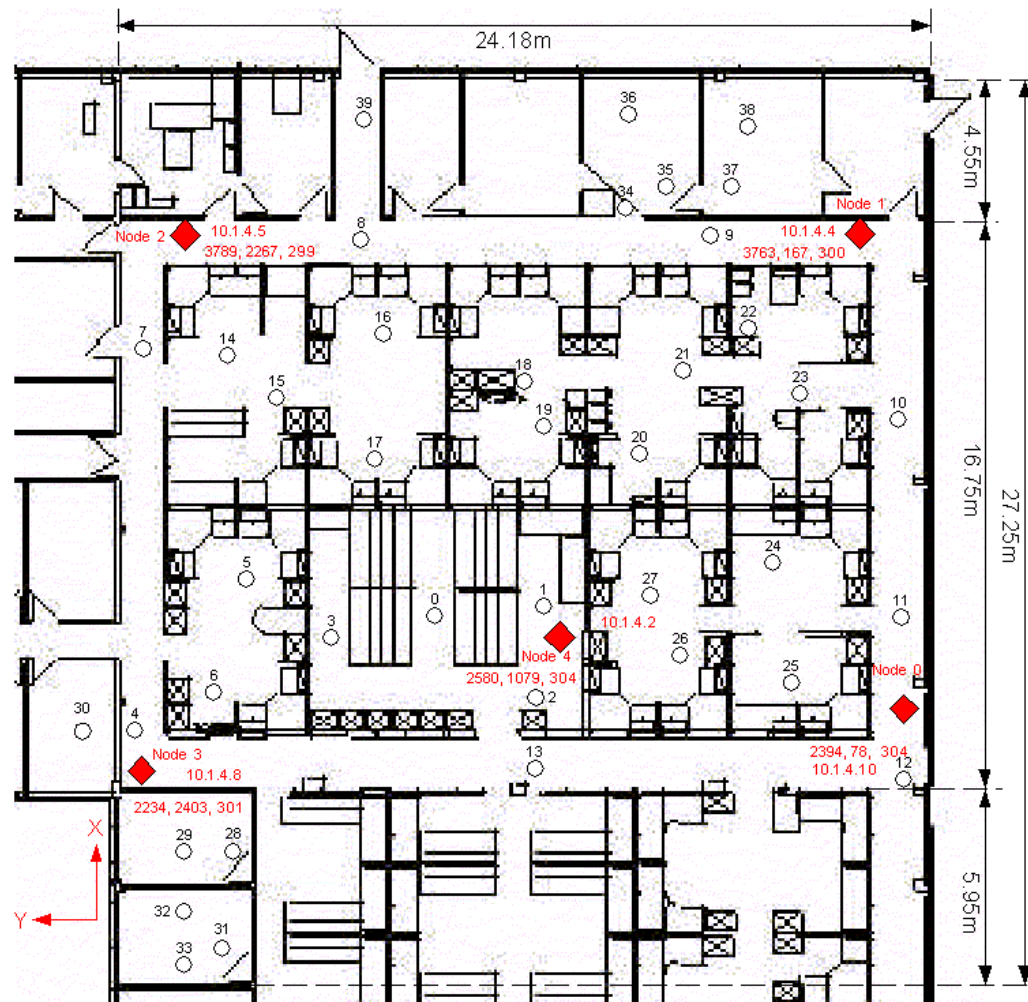 24.18m
39
36
38
4.55m
35
37
34
Node 1
Node 2
10.1.4.5
8
9
10.1.4.4
3789, 2267, 299
3763, 167, 300
7
14
16
22
18
21
15
23
19
10
17
20
16.75m
27.25m
5
24
27
0
1
11
3
10.1.4.2
26
Node 4
6
2580, 1079, 304
25
Node 0
2
30
4
Node 3
13
2394, 78, 304
10.1.4.8
10.1.4.10
12
2234, 2403, 301
X
29
28
5.95m
Y
32
31
33